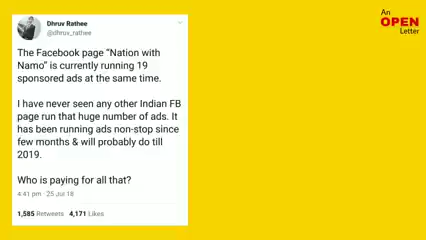 Dhruv Rathee
@dhruv_rathee
The Facebook page “Nation with
Namo” is currently running 19
sponsored ads at the same time.
I have never seen any other Indian FB
page run that huge number of ads. It
has been running ads non-stop since
few months & will probably do till
2019.
Who is paying for all that?
4:41 pm · 25 Jul 18
1,585 Retweets 4,171 Likes
An
OPEN
Letter